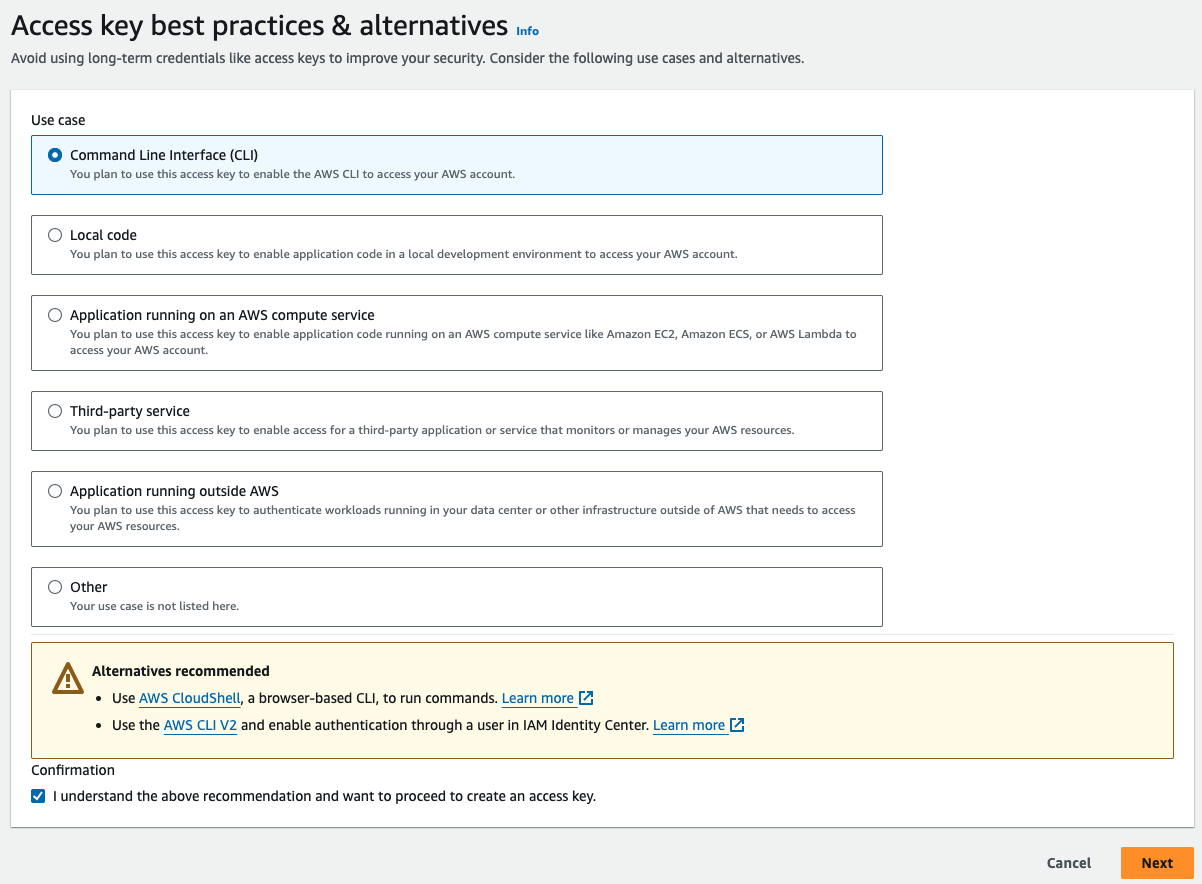 Access key best practices & alternatives Info
Avoid using long-term credentials like access keys to improve your security. Consider the following use cases and alternatives.
Use case
Command Line Interface (CLI)
You plan to use this access key to enable the AWS CLI to access your AWS account.
Local code
You plan to use this access key to enable application code in a local development environment to access your AWS account.
Application running on an AWS compute service
You plan to use this access key to enable application code running on an AWS compute service like Amazon EC2, Amazon ECS, or AWS Lambda to
access your AWS account.
Third-party service
You plan to use this access key to enable access for a third-party application or service that monitors or manages your AWS resources.
Application running outside AWS
You plan to use this access key to authenticate workloads running in your data center or other infrastructure outside of AWS that needs to access
your AWS resources.
Other
Your use case is not listed here.
Alternatives recommended
• Use AWS CloudShell, a browser-based CLI, to run commands. Learn more
• Use the AWS CLI V2 and enable authentication through a user in IAM Identity Center. Learn more
Confirmation
I understand the above recommendation and want to proceed to create an access key.
Cancel Next